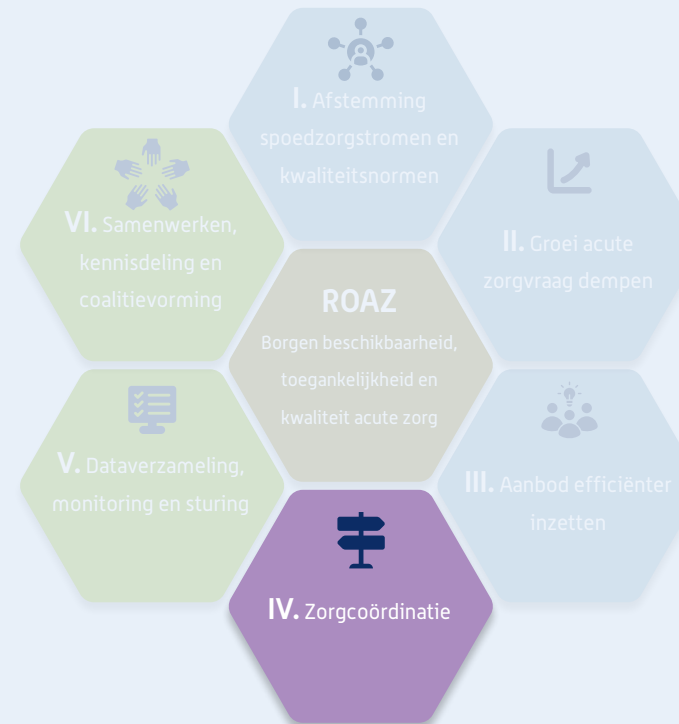 I. Afstemming
spoedzorgstromen en
kwaliteitsnormen
II. Groei acute
zorgvraag dempen
III. Aanbod efficiënter
inzetten
IV. Zorgcoördinatie
V. Dataverzameling,
monitoring en sturing
VI. Samenwerken,
kennisdeling en
coalitievorming
ROAZ
Borgen beschikbaarheid,
toegankelijkheid en
kwaliteit acute zorg